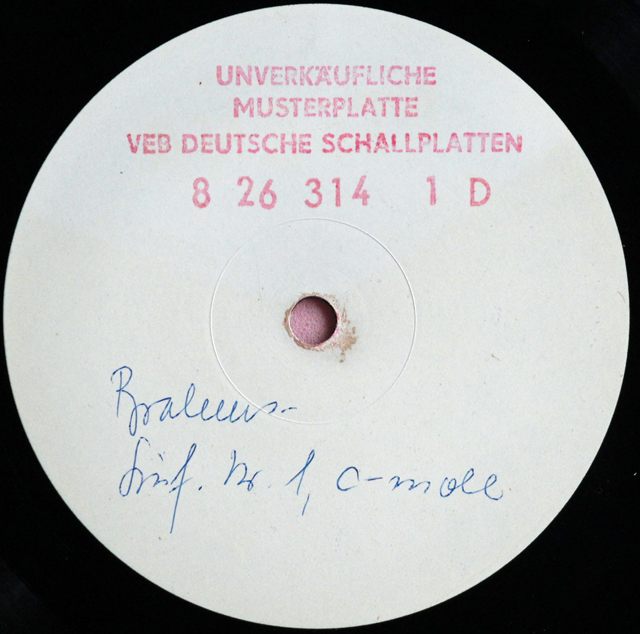 UNVERKÄUFLICHE
MUSTERPLATTE
VEB DEUTSCHE SCHALLPLATTEN
8 26 314 1 D
Brahms
Sinf. Nr. 1, c-moll